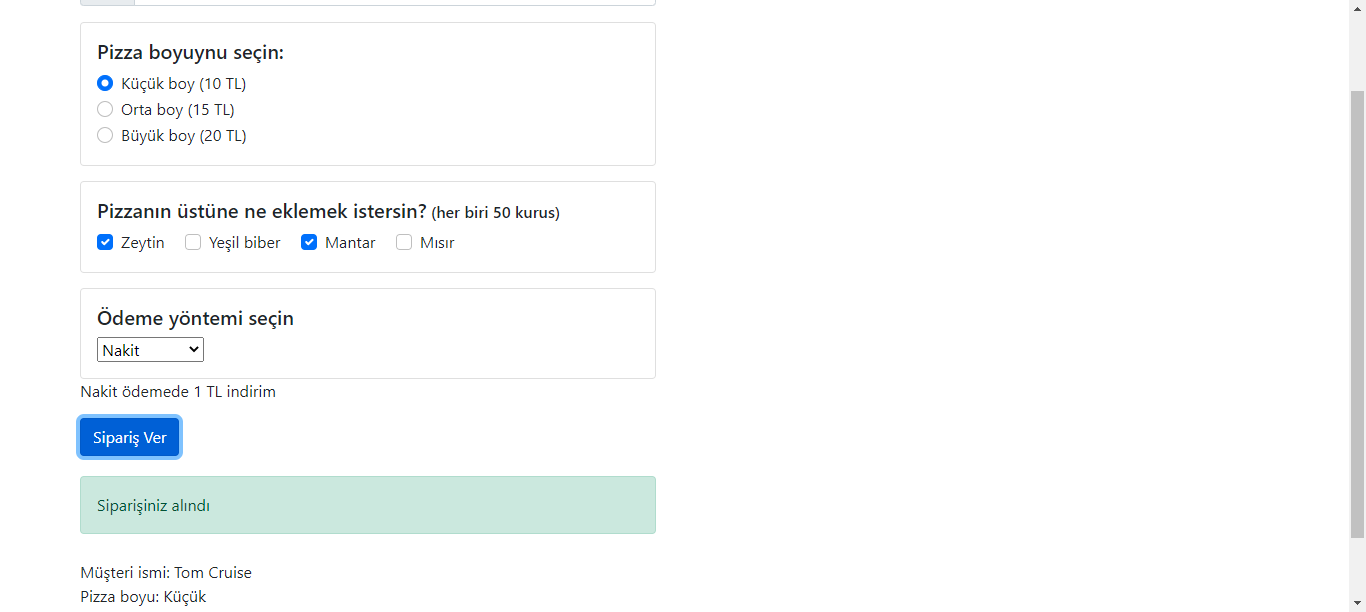 Pizza boyuynu seçin:
Küçük boy (10 TL)
Orta boy (15 TL)
Büyük boy (20 TL)
Pizzanın üstüne ne eklemek istersin? (her biri 50 kurus)
Zeytin Yeşil biber Mantar Mısır
Ödeme yöntemi seçin
Nakit
Nakit ödemede 1 TL indirim
Sipariş Ver
Siparişiniz alındı
Müşteri ismi: Tom Cruise
Pizza boyu: Küçük